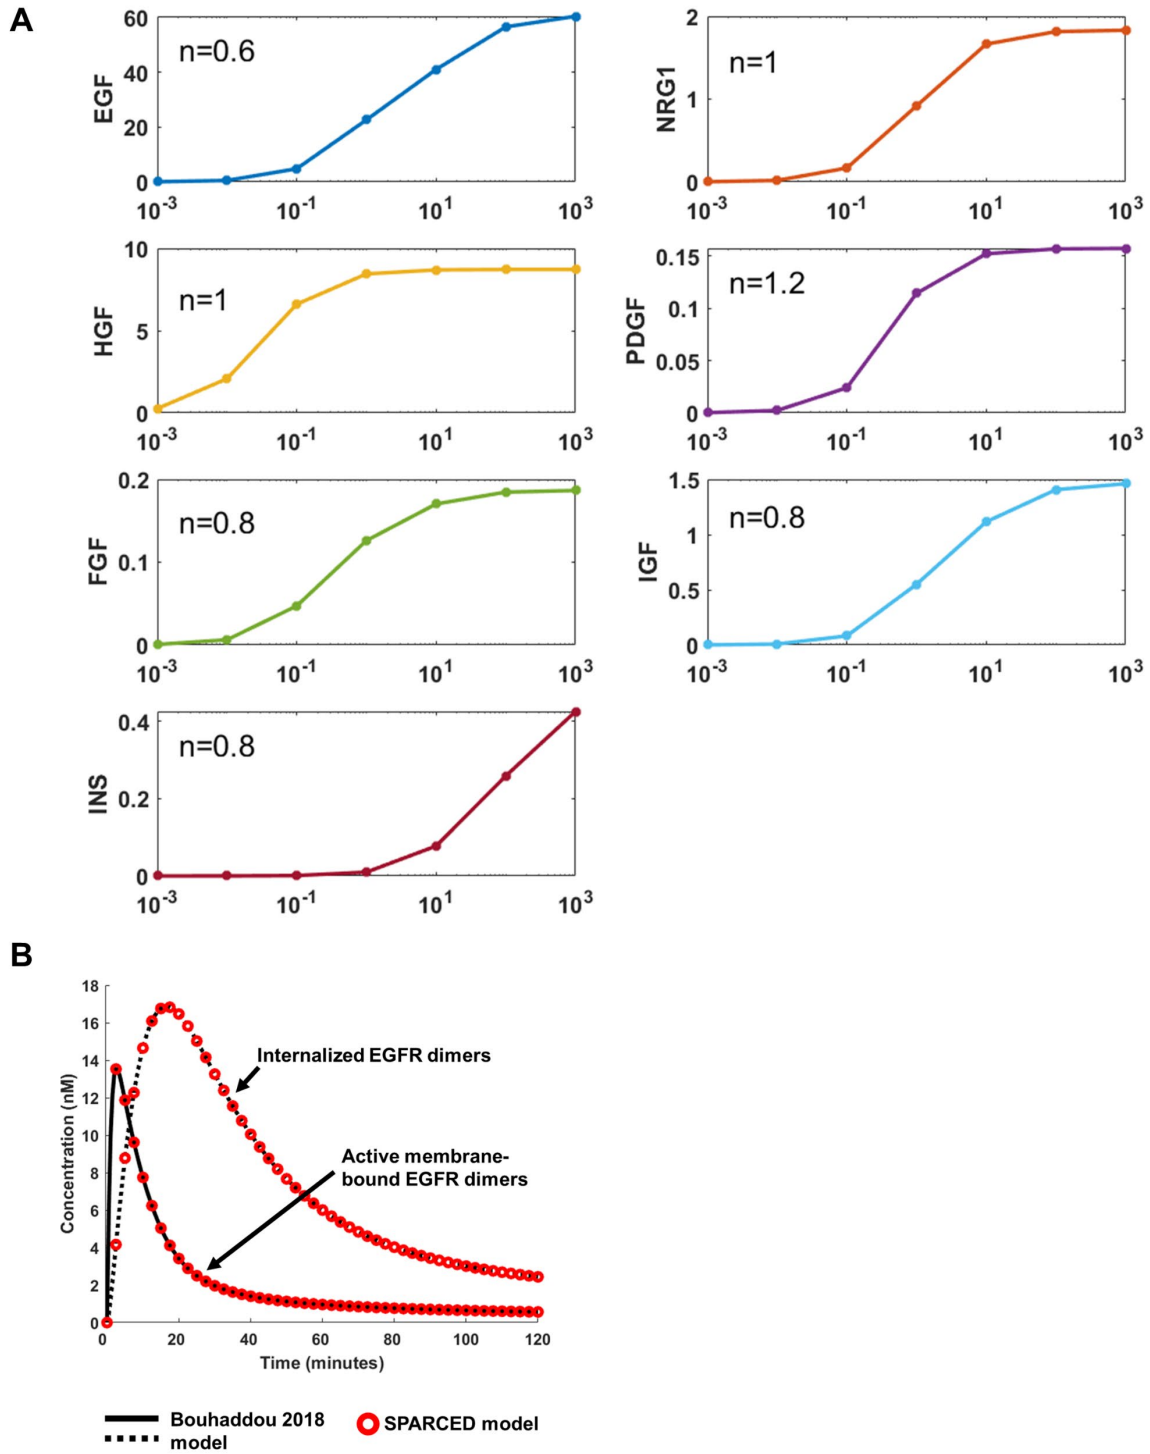 A
60
40
20
0
EGF
n=0.6
10^-3
10^-1
10^1
10^3
2
1
0
NRG1
n=1
10^-3
10^-1
10^1
10^3
10
5
0
HGF
n=1
10^-3
10^-1
10^1
10^3
0.15
0.1
0.05
0
PDGF
n=1.2
10^-3
10^-1
10^1
10^3
0.2
0.1
0
FGF
n=0.8
10^-3
10^-1
10^1
10^3
1.5
1
0.5
0
IGF
n=0.8
10^-3
10^-1
10^1
10^3
0.4
0.2
0
INS
n=0.8
10^-3
10^-1
10^1
10^3
B
18
16
14
12
10
8
6
4
2
0
Concentration (nM)
Internalized EGFR dimers
Active membrane-
bound EGFR dimers
0
20
40
60
80
100
120
Time (minutes)
Bouhaddou 2018
model
SPARCED model